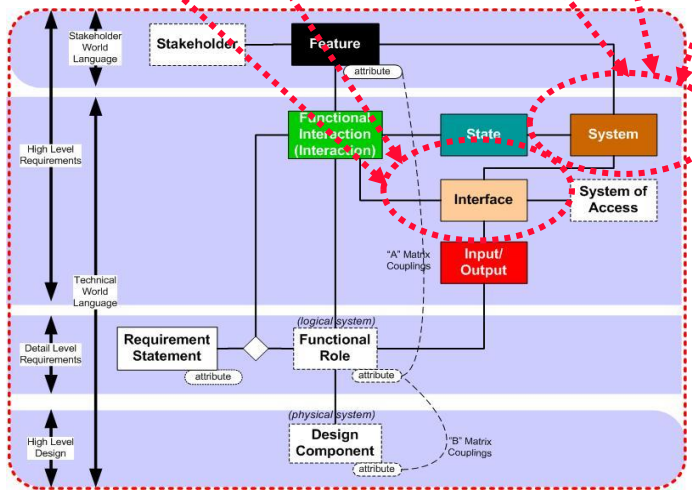 Stakeholder
World
Language
Stakeholder
Feature
attribute
High Level
Requirements
Functional
Interaction
(Interaction)
State
System
Interface
System of
Access
"A" Matrix
Couplings
Input/
Output
Technical
World
Language
(logical system)
Detail Level
Requirements
Requirement
Statement
attribute
Functional
Role
attribute
(physical system)
High Level
Design
Design
Component
attribute
"B" Matrix
Couplings